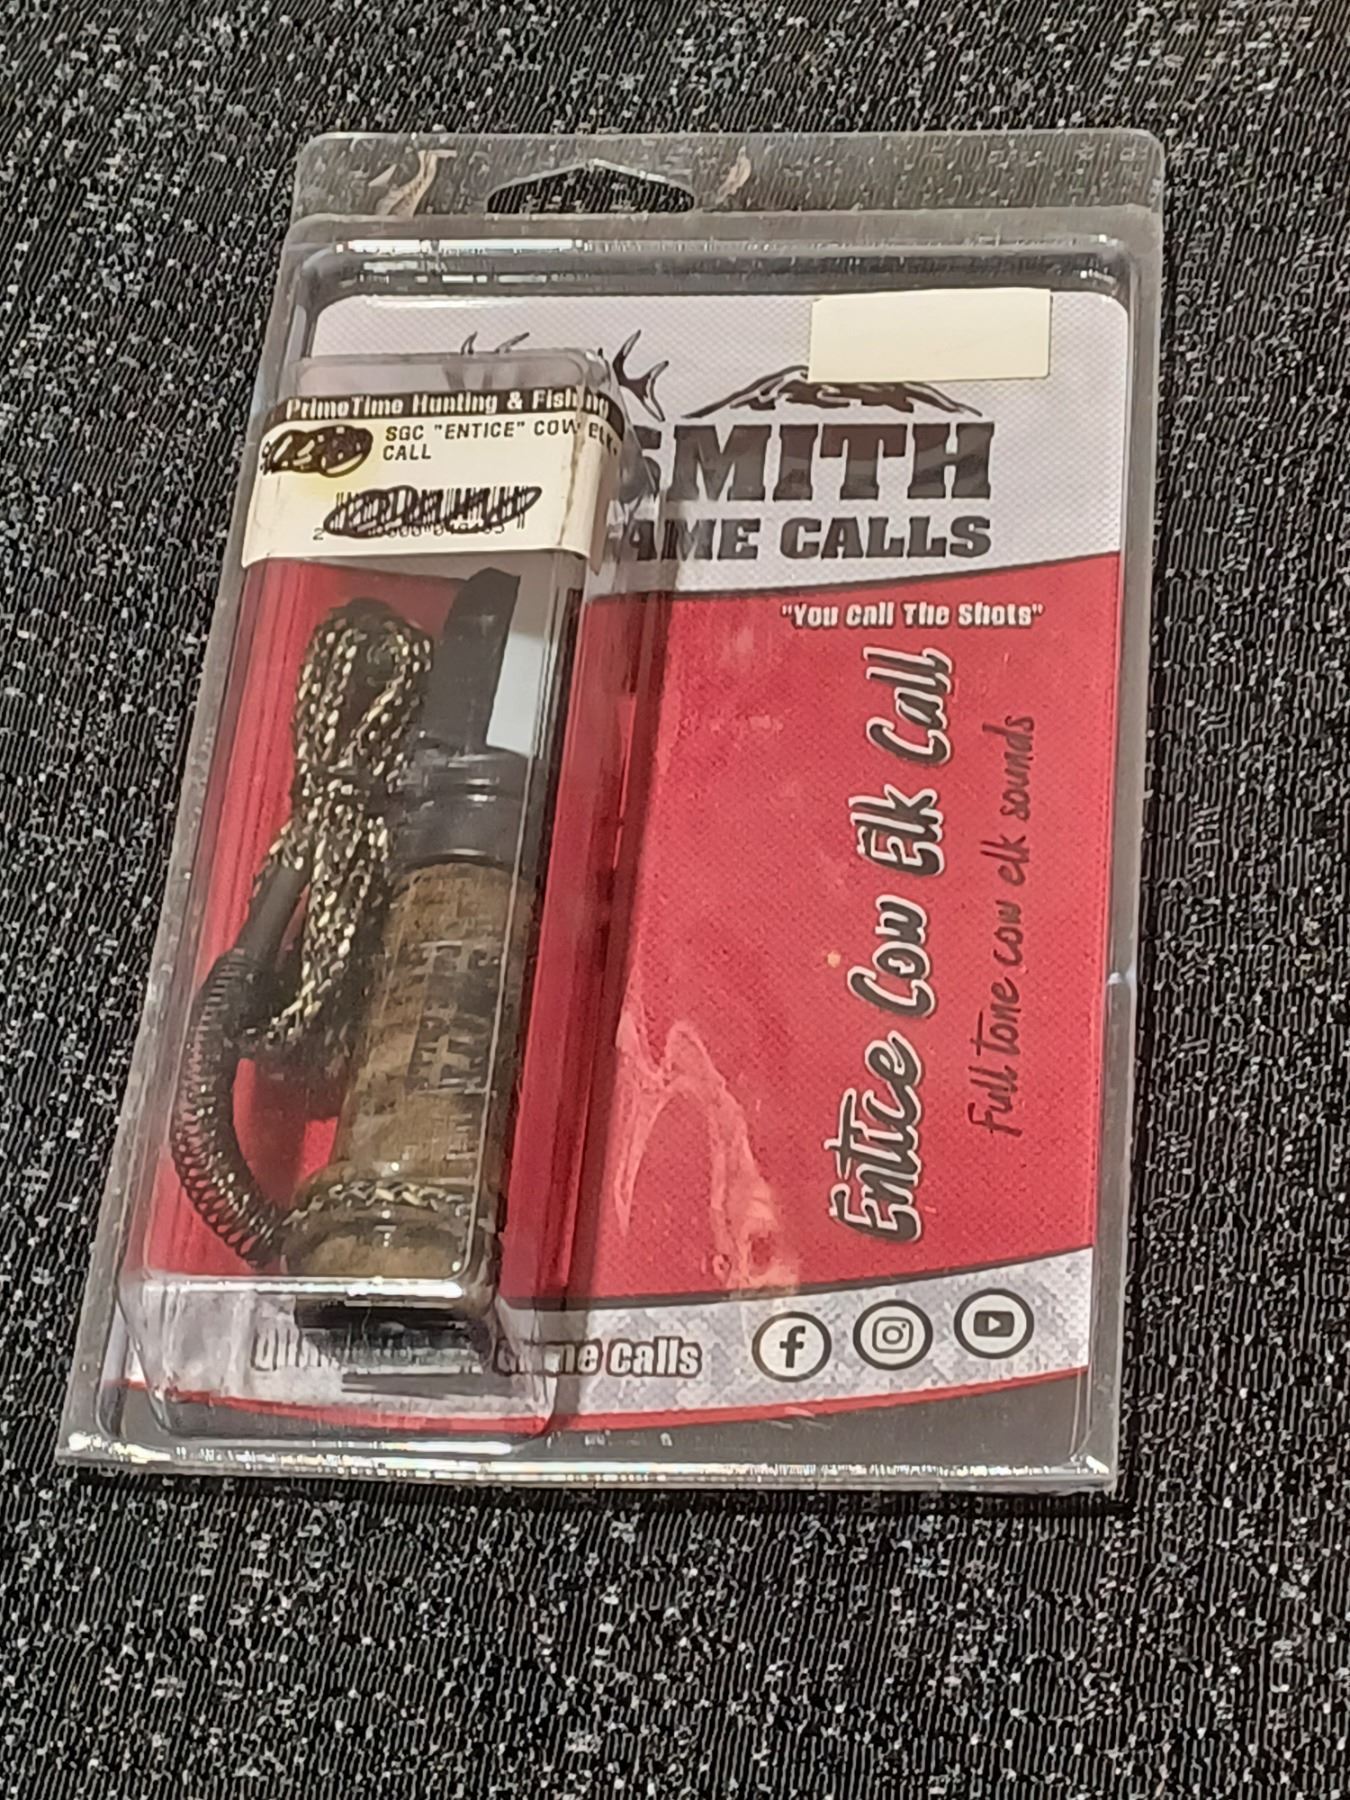 PrimeTime Hunting & Fishing
SGC "ENTICE" COW ELK
CALL
SMITH
GAME CALLS
"You Call The Shots"
Entice Cow Elk Call
Full tone cow elk sounds
Game Calls